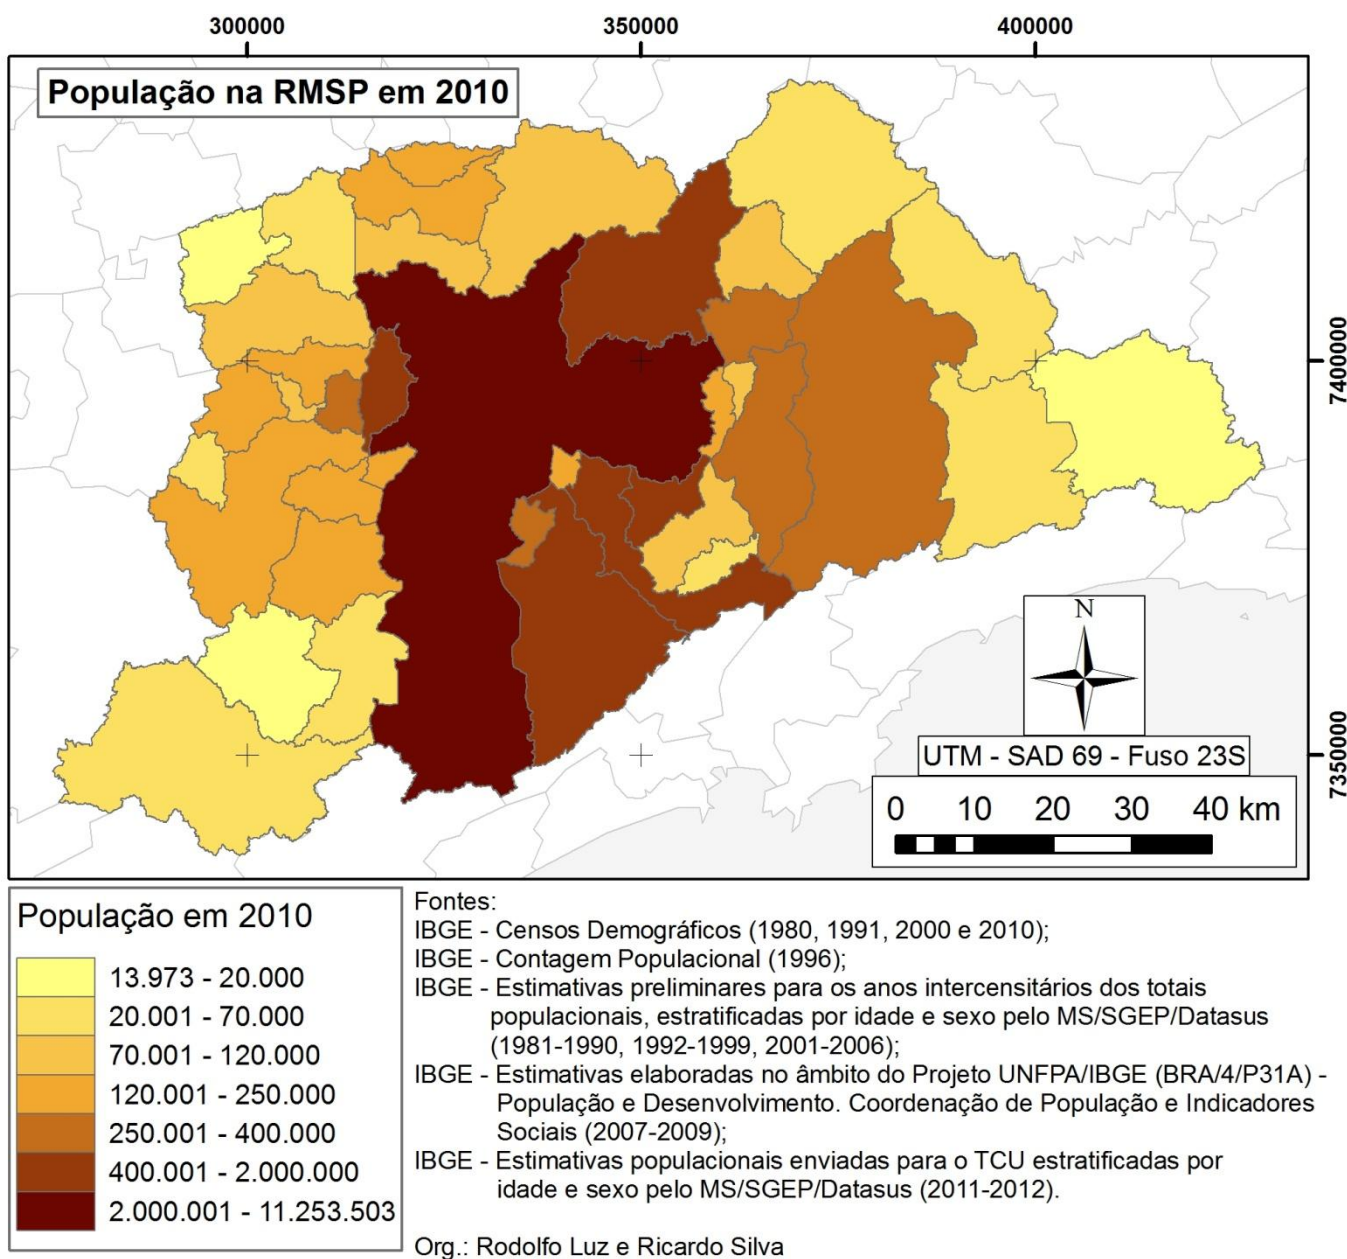 300000
350000
400000
População na RMSP em 2010
7400000
7350000
N
UTM - SAD 69 - Fuso 23S
0 10 20 30 40 km
População em 2010
13.973 - 20.000
20.001 - 70.000
70.001 - 120.000
120.001 - 250.000
250.001 - 400.000
400.001 - 2.000.000
2.000.001 - 11.253.503
Fontes:
IBGE - Censos Demográficos (1980, 1991, 2000 e 2010);
IBGE - Contagem Populacional (1996);
IBGE - Estimativas preliminares para os anos intercensitários dos totais
populacionais, estratificadas por idade e sexo pelo MS/SGEP/Datasus
(1981-1990, 1992-1999, 2001-2006);
IBGE - Estimativas elaboradas no âmbito do Projeto UNFPA/IBGE (BRA/4/P31A) -
População e Desenvolvimento. Coordenação de População e Indicadores
Sociais (2007-2009);
IBGE - Estimativas populacionais enviadas para o TCU estratificadas por
idade e sexo pelo MS/SGEP/Datasus (2011-2012).
Org.: Rodolfo Luz e Ricardo Silva